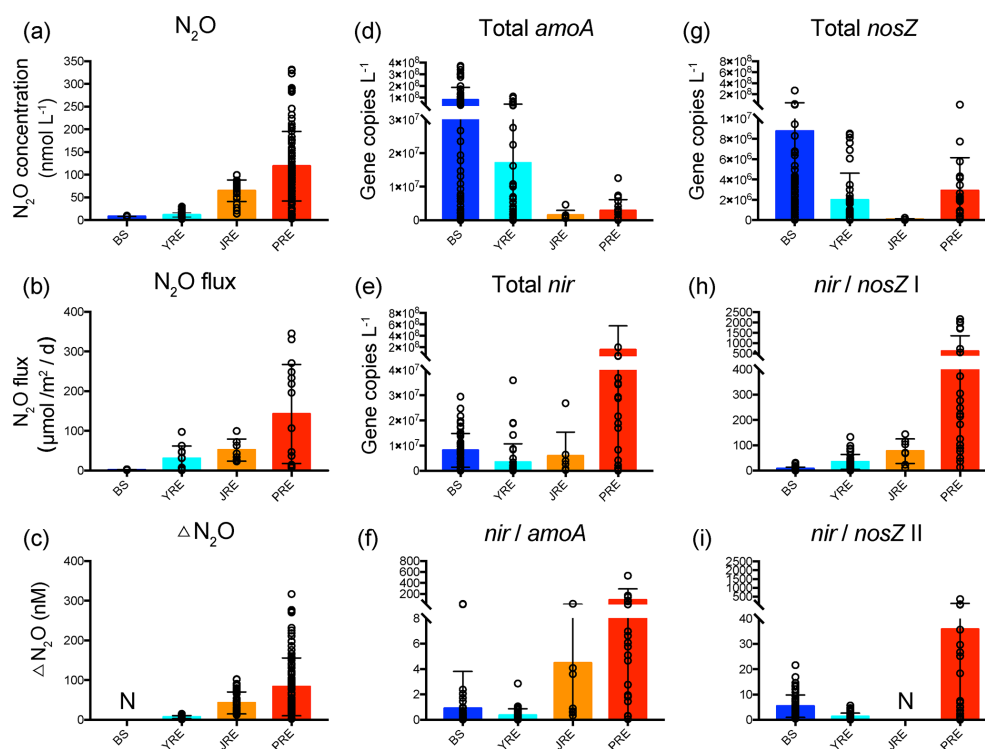 (a) N₂O
N₂O concentration
(nmol L⁻¹)
350
300
250
200
150
100
50
0
BS YRE JRE PRE
(d) Total amoA
Gene copies L⁻¹
4×10⁸
3×10⁸
2×10⁸
1×10⁸
3×10⁷
2×10⁷
1×10⁷
0
BS YRE JRE PRE
(g) Total nosZ
Gene copies L⁻¹
8×10⁸
6×10⁸
4×10⁸
2×10⁸
1×10⁷
8×10⁶
6×10⁶
4×10⁶
2×10⁶
0
BS YRE JRE PRE
(b) N₂O flux
N₂O flux
(µmol /m² / d)
400
300
200
100
0
BS YRE JRE PRE
(e) Total nir
Gene copies L⁻¹
8×10⁸
6×10⁸
4×10⁸
2×10⁸
4×10⁷
3×10⁷
2×10⁷
1×10⁷
0
BS YRE JRE PRE
(h) nir / nosZ I
2500
2000
1500
1000
500
400
300
200
100
0
BS YRE JRE PRE
(c) △N₂O
△N₂O (nM)
400
300
200
100
0
N
BS YRE JRE PRE
(f) nir / amoA
800
600
400
200
8
6
4
2
0
BS YRE JRE PRE
(i) nir / nosZ II
2500
2000
1500
1000
500
40
30
20
10
0
N
BS YRE JRE PRE